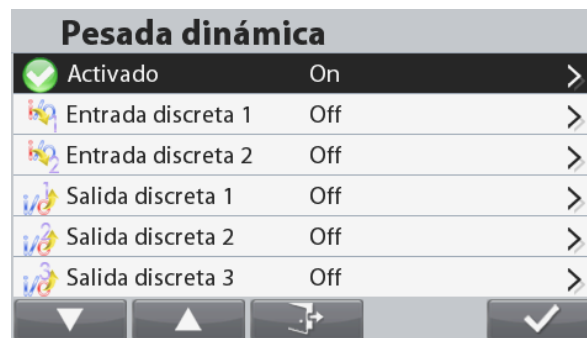 Pesada dinámica
Activado On
Entrada discreta 1 Off
Entrada discreta 2 Off
Salida discreta 1 Off
Salida discreta 2 Off
Salida discreta 3 Off